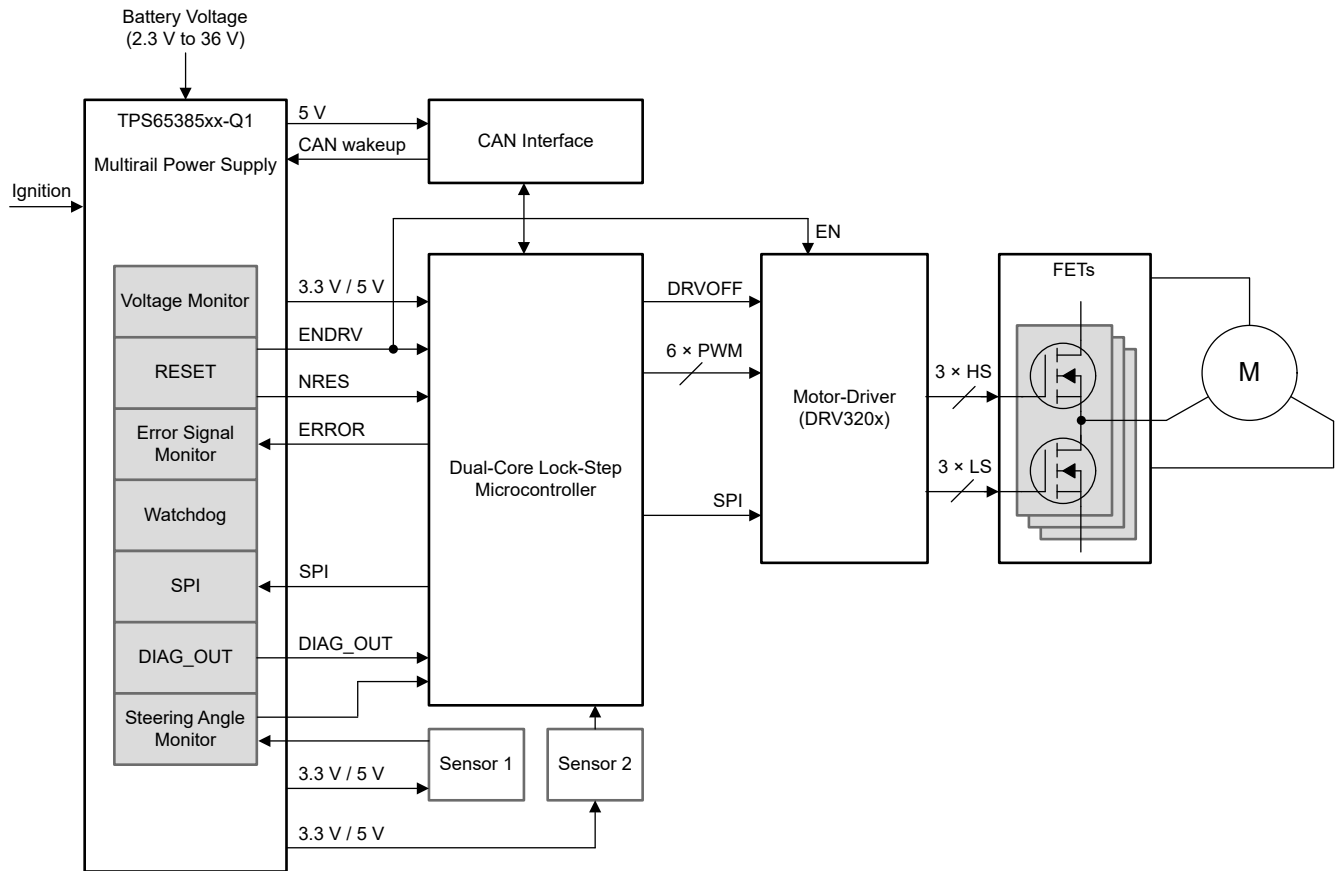 Battery Voltage
(2.3 V to 36 V)
TPS65385xx-Q1
Multirail Power Supply
Ignition
5 V
CAN wakeup
CAN Interface
EN
Voltage Monitor
RESET
Error Signal
Monitor
Watchdog
SPI
DIAG_OUT
Steering Angle
Monitor
3.3 V / 5 V
ENDRV
NRES
ERROR
SPI
DIAG_OUT
3.3 V / 5 V
3.3 V / 5 V
Dual-Core Lock-Step
Microcontroller
Sensor 1
Sensor 2
DRVOFF
6 × PWM
SPI
Motor-Driver
(DRV320x)
3 × HS
3 × LS
FETs
M